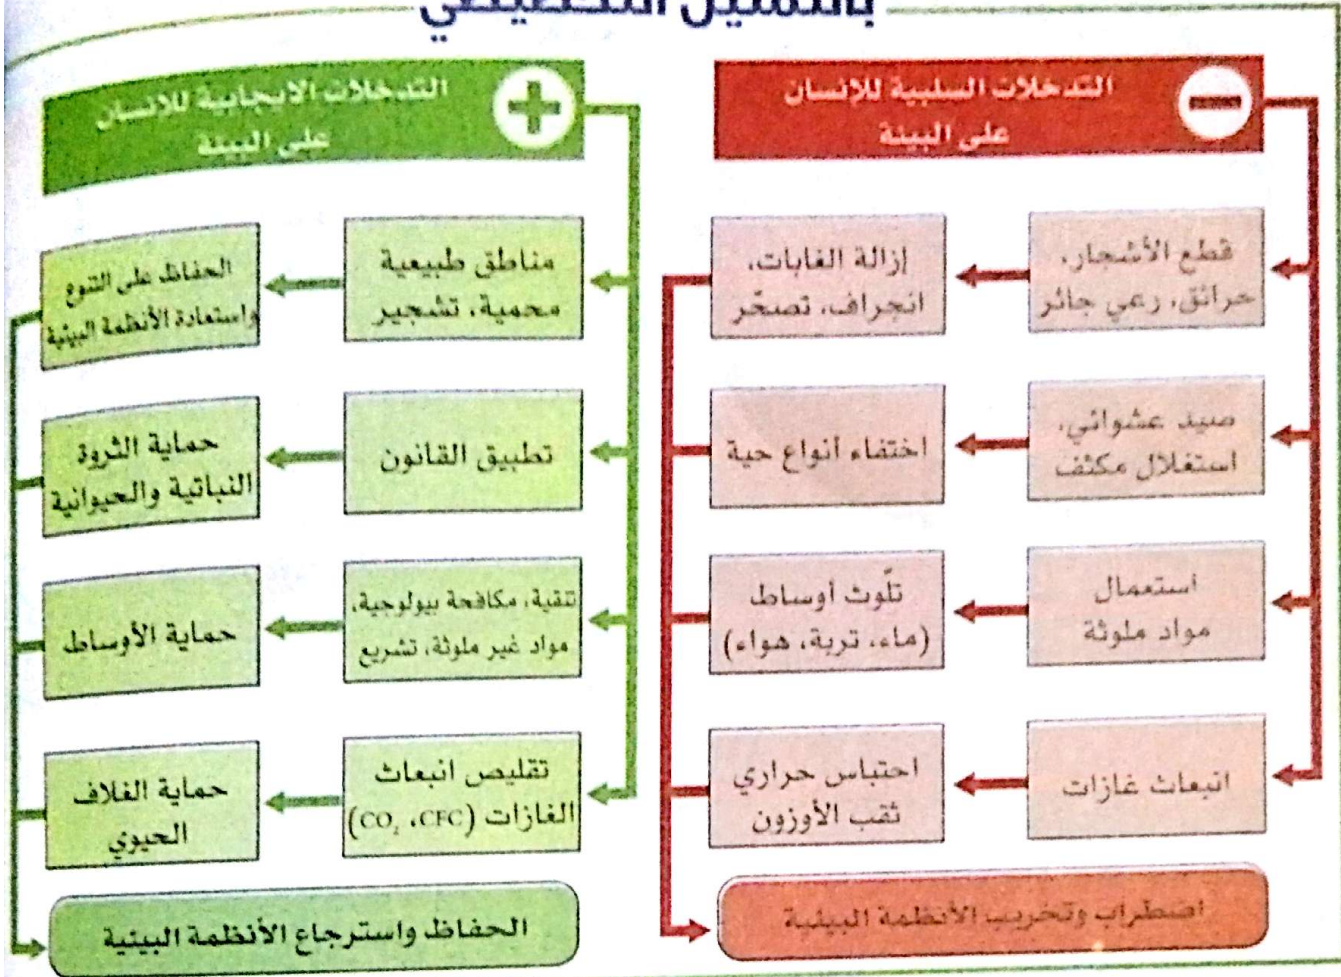 بالتمثيل التخطيطي
التدخلات السلبية للإنسان
على البيئة
قطع الأشجار،
حرائق، رعي جائر
إزالة الغابات،
انجراف، تصحّر
صيد عشوائي،
استغلال مكثف
اختفاء أنواع حية
استعمال
مواد ملوثة
تلّوث أوساط
(ماء، تربة، هواء)
انبعاث غازات
احتباس حراري
ثقب الأوزون
اضطراب وتخريب الأنظمة البيئية
التدخلات الايجابية للإنسان
على البيئة
مناطق طبيعية
محمية، تشجير
الحفاظ على التنوع
واستعادة الأنظمة البيئية
تطبيق القانون
حماية الثروة
النباتية والحيوانية
تنقية، مكافحة بيولوجية،
مواد غير ملوثة، تشريع
حماية الأوساط
تقليص انبعاث
الغازات (CO₂ ،CFC)
حماية الغلاف
الحيوي
الحفاظ واسترجاع الأنظمة البيئية